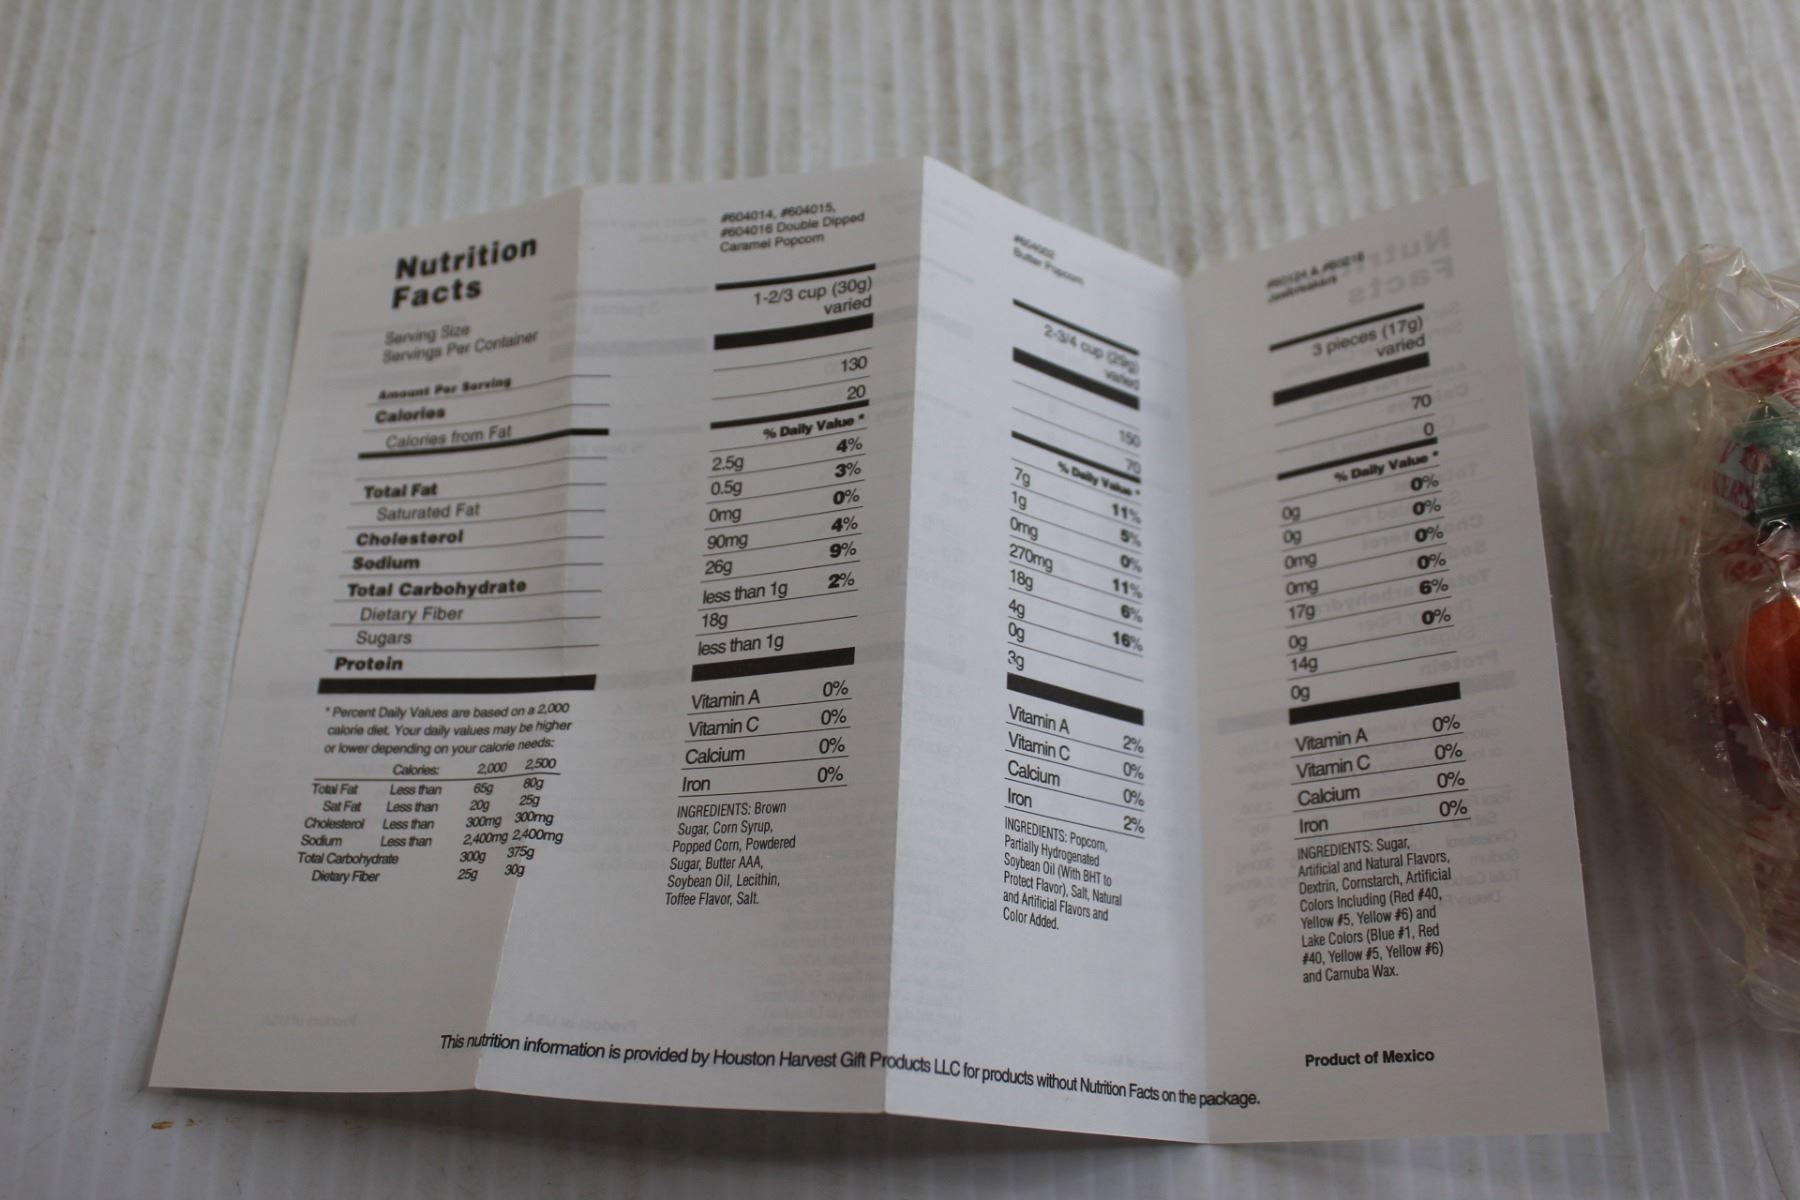 Nutrition
Facts
Serving Size
Servings Per Container
Amount Per Serving
Calories
Calories from Fat
Total Fat
Saturated Fat
Cholesterol
Sodium
Total Carbohydrate
Dietary Fiber
Sugars
Protein
* Percent Daily Values are based on a 2,000
calorie diet. Your daily values may be higher
or lower depending on your calorie needs:
Calories: 2,000 2,500
Total Fat Less than 65g 80g
Sat Fat Less than 20g 25g
Cholesterol Less than 300mg 300mg
Sodium Less than 2,400mg 2,400mg
Total Carbohydrate 300g 375g
Dietary Fiber 25g 30g
#604014, #604015,
#604016 Double Dipped
Caramel Popcorn
1-2/3 cup (30g)
varied
130
20
% Daily Value *
2.5g 4%
0.5g 3%
0mg 0%
90mg 4%
26g 9%
less than 1g 2%
18g
less than 1g
Vitamin A 0%
Vitamin C 0%
Calcium 0%
Iron 0%
INGREDIENTS: Brown
Sugar, Corn Syrup,
Popped Corn, Powdered
Sugar, Butter AAA,
Soybean Oil, Lecithin,
Toffee Flavor, Salt.
#604002
Butter Popcorn
2-3/4 cup (29g)
varied
150
70
% Daily Value *
7g 11%
1g 5%
0mg 0%
270mg 11%
18g 6%
4g 16%
0g
3g
Vitamin A 2%
Vitamin C 0%
Calcium 0%
Iron 2%
INGREDIENTS: Popcorn,
Partially Hydrogenated
Soybean Oil (With BHT to
Protect Flavor), Salt, Natural
and Artificial Flavors and
Color Added.
Jawbreakers
3 pieces (17g)
varied
70
0
% Daily Value *
0g 0%
0g 0%
0mg 0%
0mg 0%
17g 6%
0g 0%
14g
0g
Vitamin A 0%
Vitamin C 0%
Calcium 0%
Iron 0%
INGREDIENTS: Sugar,
Artificial and Natural Flavors,
Dextrin, Cornstarch, Artificial
Colors Including (Red #40,
Yellow #5, Yellow #6) and
Lake Colors (Blue #1, Red
#40, Yellow #5, Yellow #6)
and Carnuba Wax.
Product of Mexico
This nutrition information is provided by Houston Harvest Gift Products LLC for products without Nutrition Facts on the package.